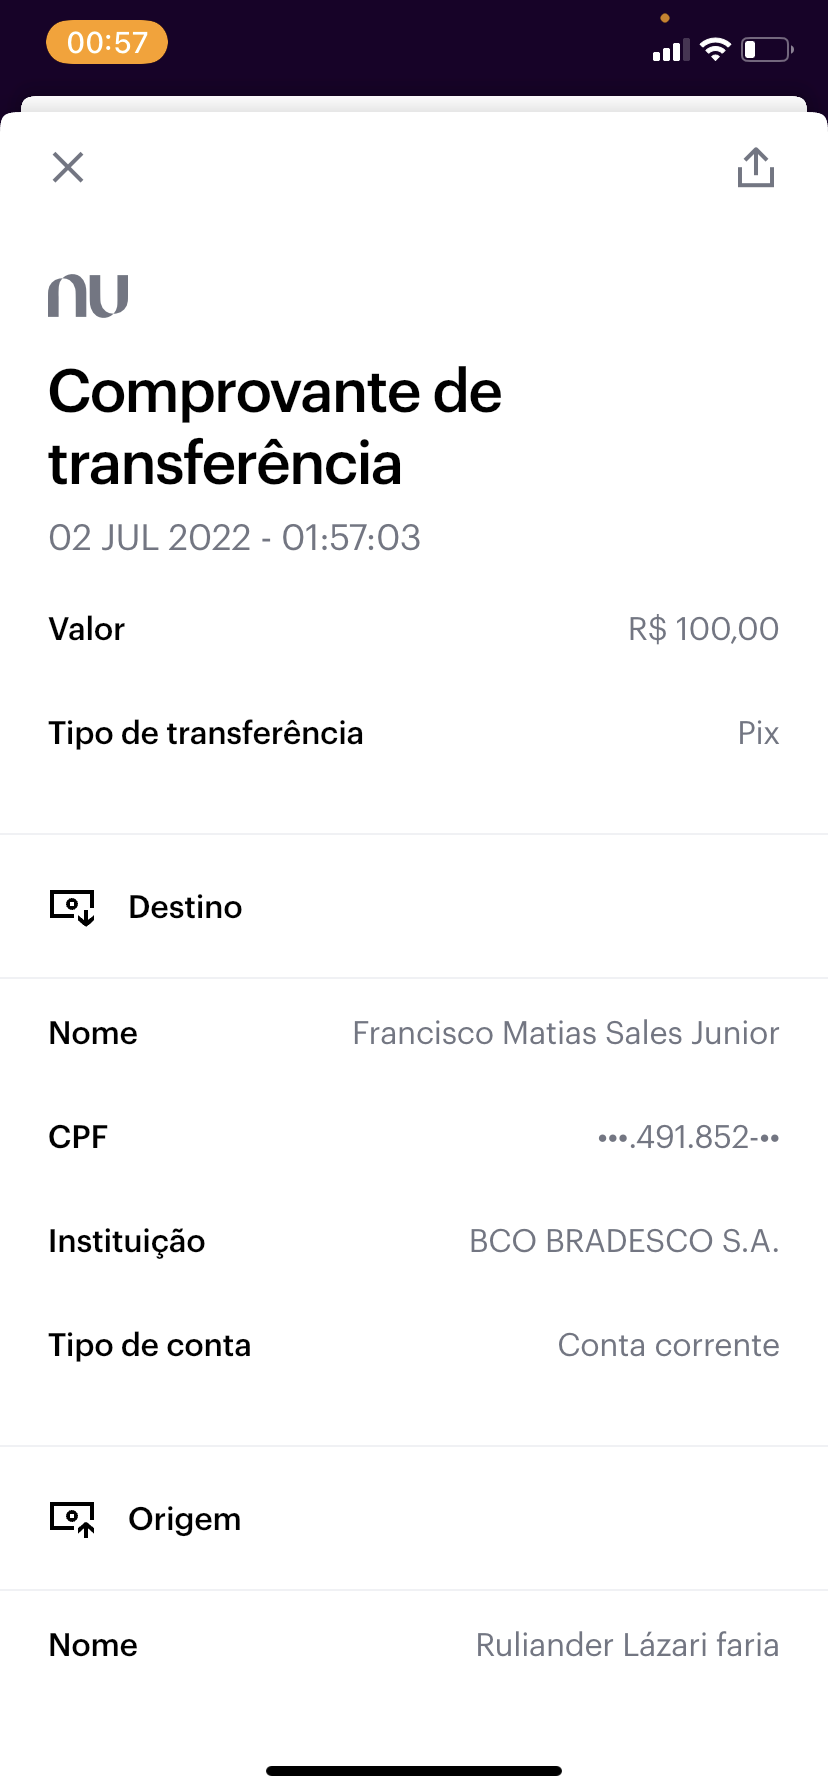 00:57
nu
Comprovante de
transferência
02 JUL 2022 - 01:57:03
Valor R$ 100,00
Tipo de transferência Pix
Destino
Nome Francisco Matias Sales Junior
CPF •••.491.852-••
Instituição BCO BRADESCO S.A.
Tipo de conta Conta corrente
Origem
Nome Ruliander Lázari faria